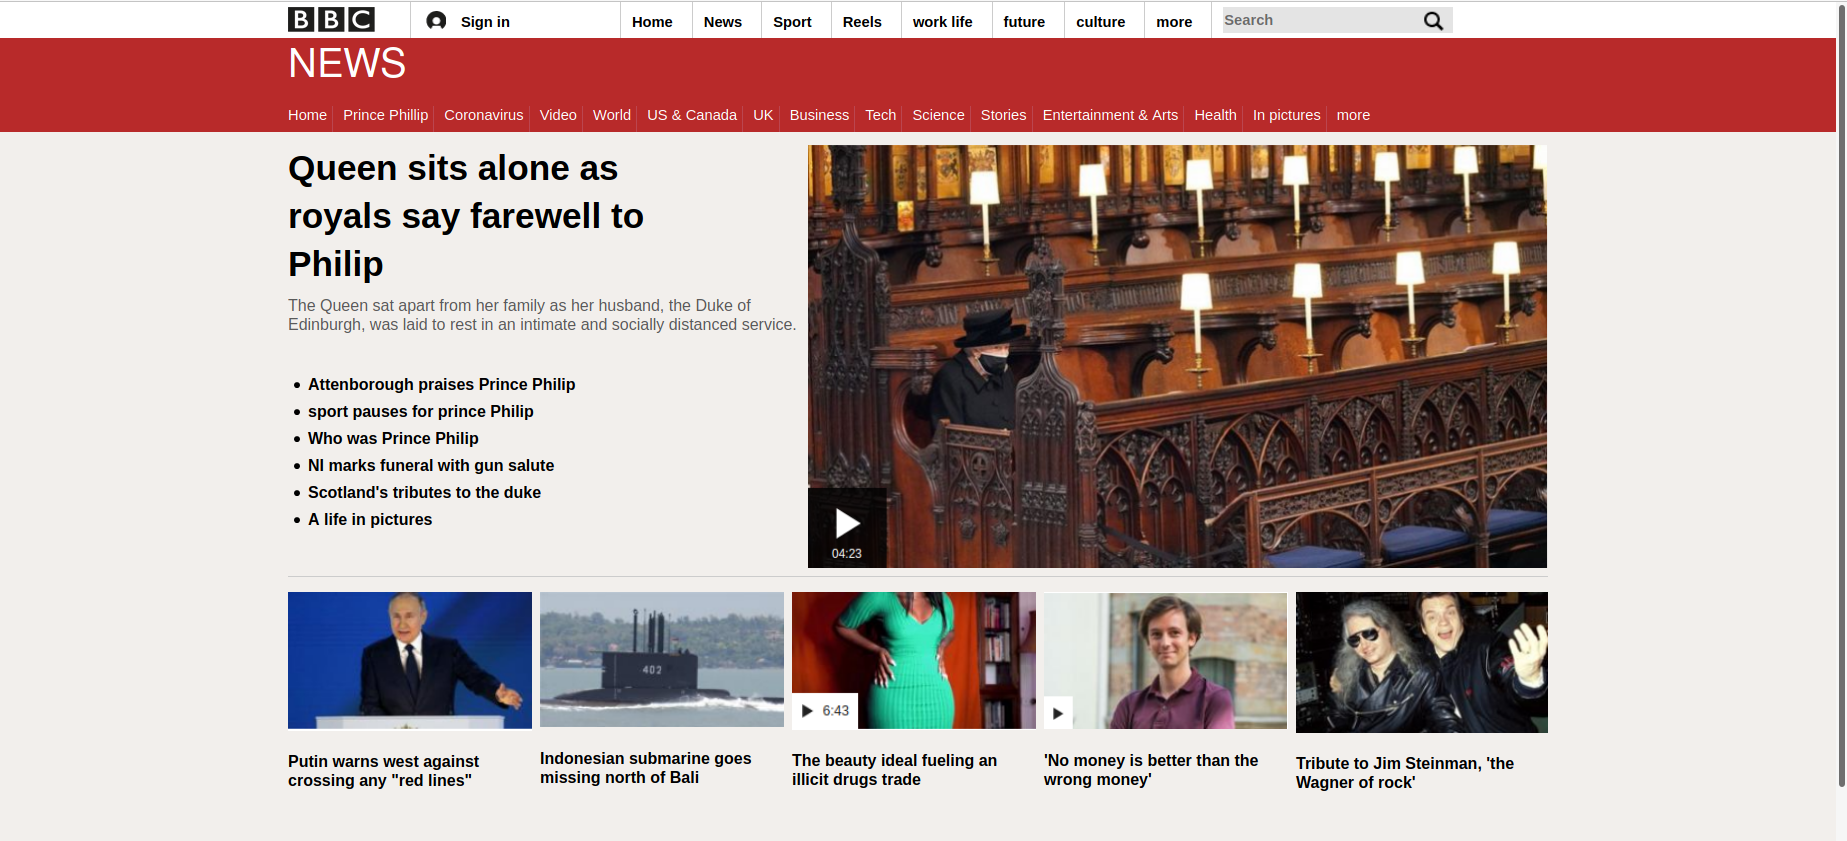 BBC
Sign in
Home
News
Sport
Reels
work life
future
culture
more
Search
NEWS
Home
Prince Phillip
Coronavirus
Video
World
US & Canada
UK
Business
Tech
Science
Stories
Entertainment & Arts
Health
In pictures
more
Queen sits alone as
royals say farewell to
Philip
The Queen sat apart from her family as her husband, the Duke of
Edinburgh, was laid to rest in an intimate and socially distanced service.
Attenborough praises Prince Philip
sport pauses for prince Philip
Who was Prince Philip
NI marks funeral with gun salute
Scotland's tributes to the duke
A life in pictures
04:23
402
6:43
Putin warns west against
crossing any "red lines"
Indonesian submarine goes
missing north of Bali
The beauty ideal fueling an
illicit drugs trade
'No money is better than the
wrong money'
Tribute to Jim Steinman, 'the
Wagner of rock'